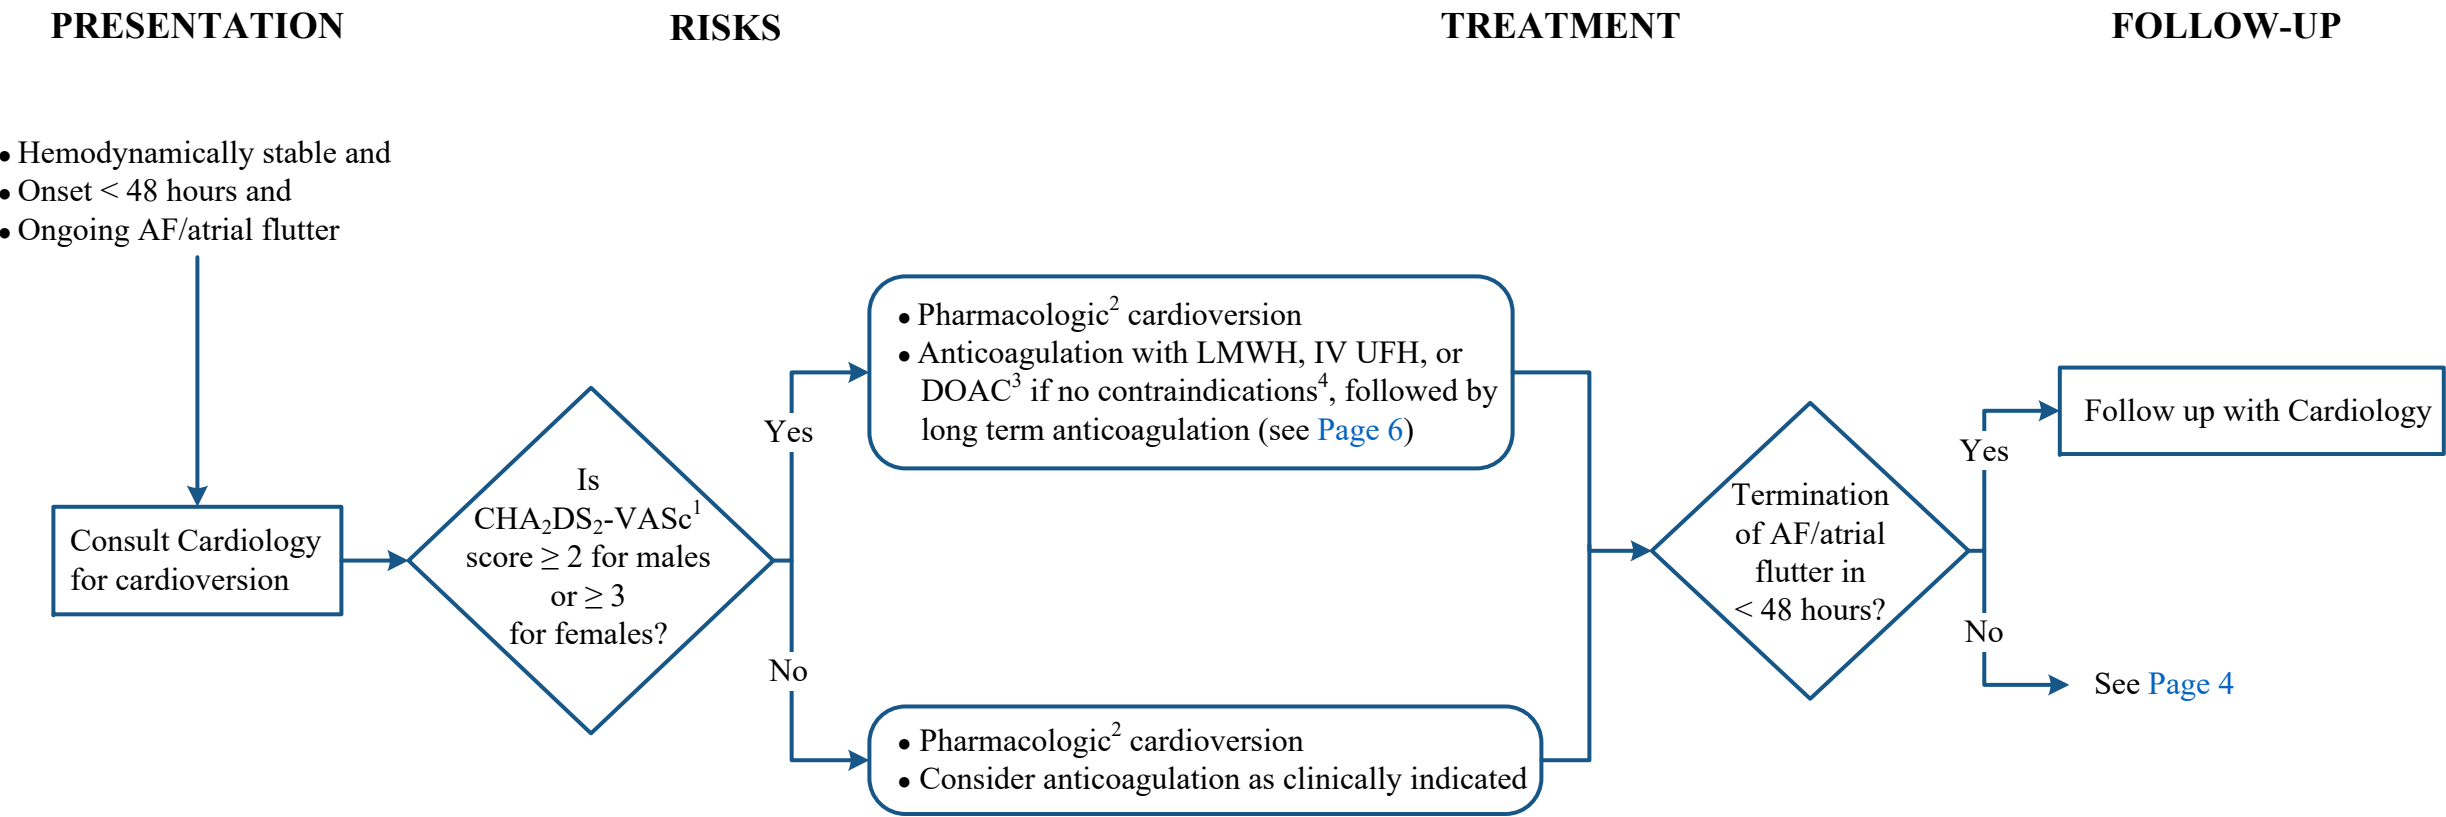 PRESENTATION
RISKS
TREATMENT
FOLLOW-UP
• Hemodynamically stable and
• Onset < 48 hours and
• Ongoing AF/atrial flutter
Consult Cardiology
for cardioversion
Is
CHA₂DS₂-VASc¹
score ≥ 2 for males
or ≥ 3
for females?
Yes
• Pharmacologic² cardioversion
• Anticoagulation with LMWH, IV UFH, or
DOAC³ if no contraindications⁴, followed by
long term anticoagulation (see Page 6)
No
• Pharmacologic² cardioversion
• Consider anticoagulation as clinically indicated
Termination
of AF/atrial
flutter in
< 48 hours?
Yes
Follow up with Cardiology
No
See Page 4